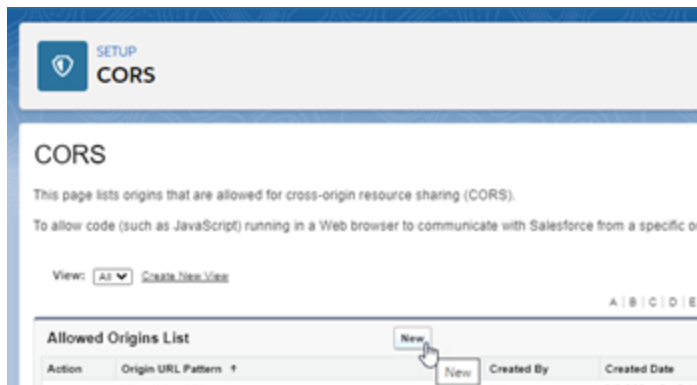 SETUP
CORS
CORS
This page lists origins that are allowed for cross-origin resource sharing (CORS).
To allow code (such as JavaScript) running in a Web browser to communicate with Salesforce from a specific
View: All Create New View
A | B | C | D | E
Allowed Origins List New
New
Action Origin URL Pattern ↑ Created By Created Date